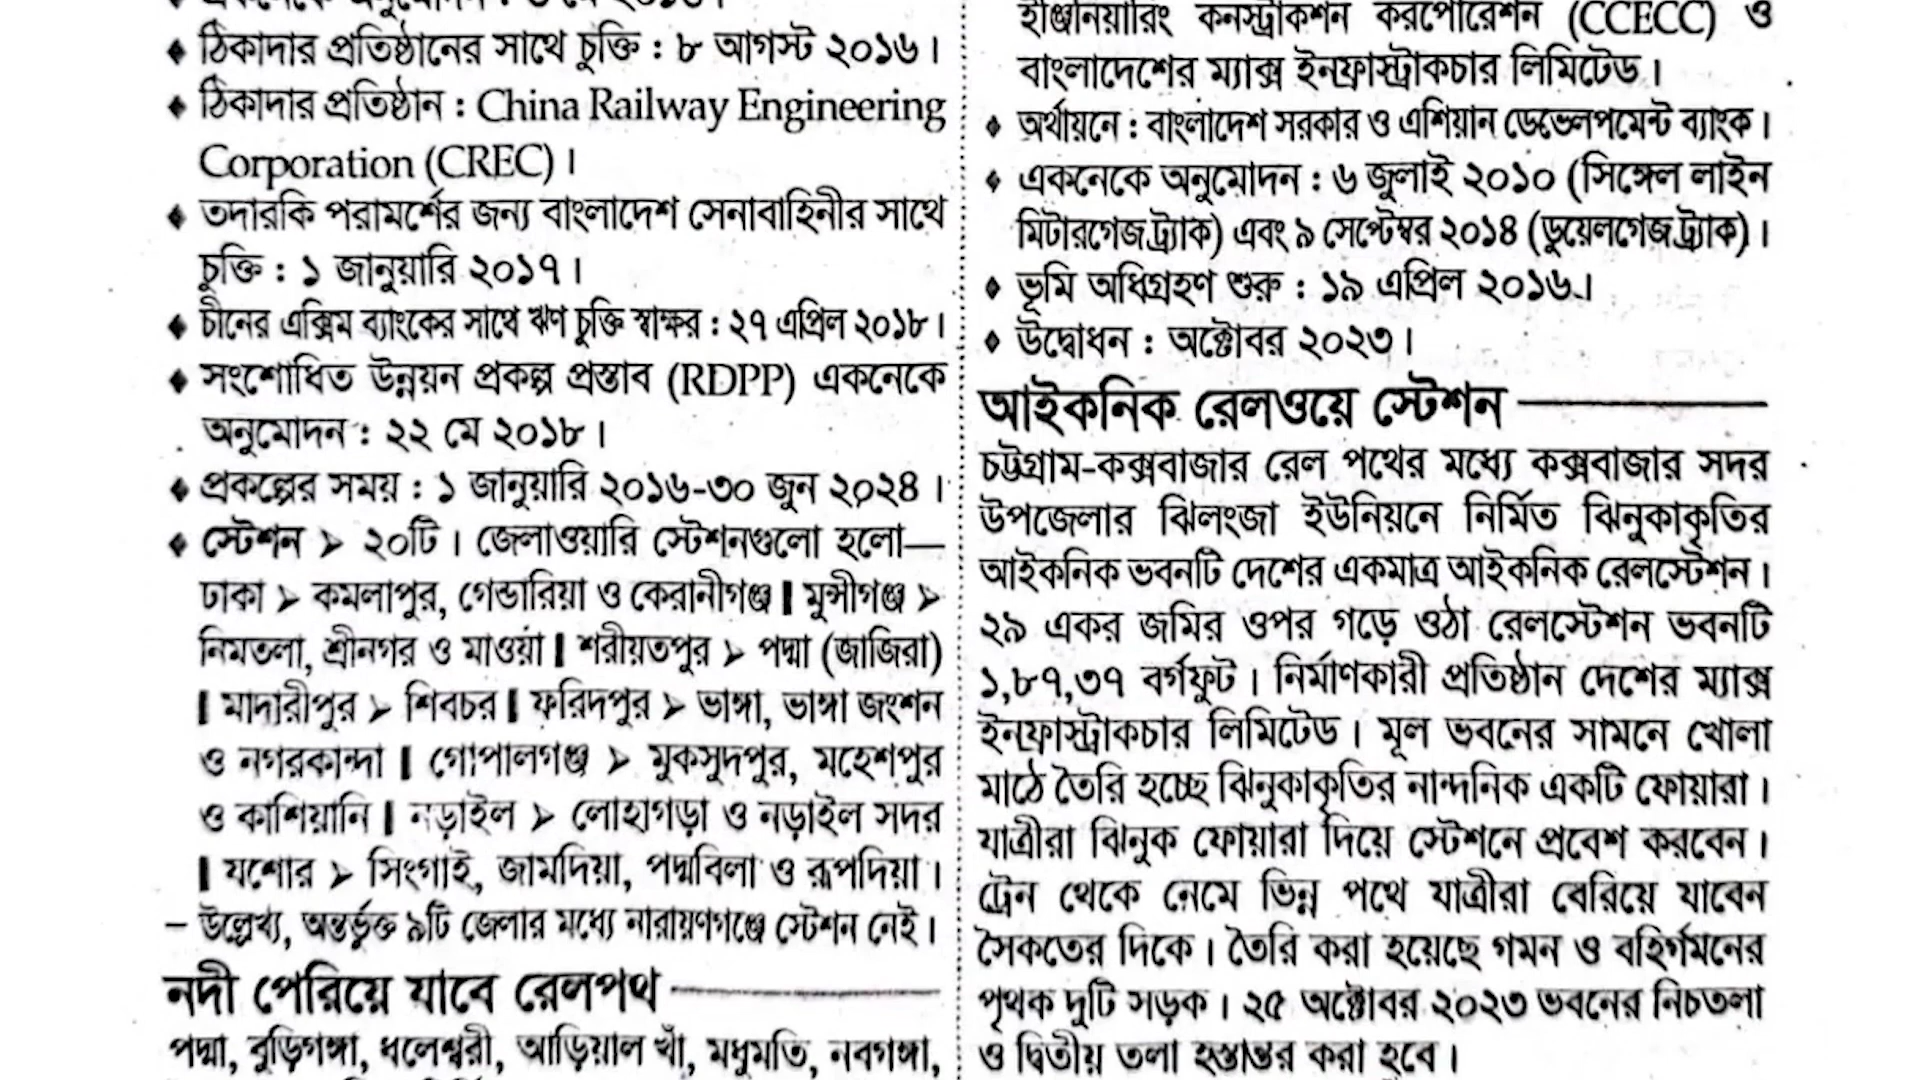 একনেকে অনুমোদন : ৩ মে ২০১৬।
♦ ঠিকাদার প্রতিষ্ঠানের সাথে চুক্তি : ৮ আগস্ট ২০১৬।
♦ ঠিকাদার প্রতিষ্ঠান : China Railway Engineering
Corporation (CREC)।
♦ তদারকি পরামর্শের জন্য বাংলাদেশ সেনাবাহিনীর সাথে
চুক্তি : ১ জানুয়ারি ২০১৭।
♦ চীনের এক্সিম ব্যাংকের সাথে ঋণ চুক্তি স্বাক্ষর : ২৭ এপ্রিল ২০১৮।
♦ সংশোধিত উন্নয়ন প্রকল্প প্রস্তাব (RDPP) একনেকে
অনুমোদন : ২২ মে ২০১৮।
♦ প্রকল্পের সময় : ১ জানুয়ারি ২০১৬-৩০ জুন ২০২৪।
♦ স্টেশন ➤ ২০টি। জেলাওয়ারি স্টেশনগুলো হলো—
ঢাকা ➤ কমলাপুর, গেন্ডারিয়া ও কেরানীগঞ্জ | মুন্সীগঞ্জ ➤
নিমতলা, শ্রীনগর ও মাওয়া | শরীয়তপুর ➤ পদ্মা (জাজিরা)
| মাদারীপুর ➤ শিবচর | ফরিদপুর ➤ ভাঙ্গা, ভাঙ্গা জংশন
ও নগরকান্দা | গোপালগঞ্জ ➤ মুকসুদপুর, মহেশপুর
ও কাশিয়ানি | নড়াইল ➤ লোহাগড়া ও নড়াইল সদর
| যশোর ➤ সিংগাই, জামদিয়া, পদ্মবিলা ও রূপদিয়া।
– উল্লেখ্য, অন্তর্ভুক্ত ৯টি জেলার মধ্যে নারায়ণগঞ্জে স্টেশন নেই।
নদী পেরিয়ে যাবে রেলপথ
পদ্মা, বুড়িগঙ্গা, ধলেশ্বরী, আড়িয়াল খাঁ, মধুমতি, নবগঙ্গা,
ইঞ্জিনিয়ারিং কনস্ট্রাকশন করপোরেশন (CCECC) ও
বাংলাদেশের ম্যাক্স ইনফ্রাস্ট্রাকচার লিমিটেড।
♦ অর্থায়নে : বাংলাদেশ সরকার ও এশিয়ান ডেভেলপমেন্ট ব্যাংক।
♦ একনেকে অনুমোদন : ৬ জুলাই ২০১০ (সিঙ্গেল লাইন
মিটারগেজ ট্র্যাক) এবং ৯ সেপ্টেম্বর ২০১৪ (ডুয়েলগেজ ট্র্যাক)।
♦ ভূমি অধিগ্রহণ শুরু : ১৯ এপ্রিল ২০১৬।
♦ উদ্বোধন : অক্টোবর ২০২৩।
আইকনিক রেলওয়ে স্টেশন
চট্টগ্রাম-কক্সবাজার রেল পথের মধ্যে কক্সবাজার সদর
উপজেলার ঝিলংজা ইউনিয়নে নির্মিত ঝিনুকাকৃতির
আইকনিক ভবনটি দেশের একমাত্র আইকনিক রেলস্টেশন।
২৯ একর জমির ওপর গড়ে ওঠা রেলস্টেশন ভবনটি
১,৮৭,৩৭ বর্গফুট। নির্মাণকারী প্রতিষ্ঠান দেশের ম্যাক্স
ইনফ্রাস্ট্রাকচার লিমিটেড। মূল ভবনের সামনে খোলা
মাঠে তৈরি হচ্ছে ঝিনুকাকৃতির নান্দনিক একটি ফোয়ারা।
যাত্রীরা ঝিনুক ফোয়ারা দিয়ে স্টেশনে প্রবেশ করবেন।
ট্রেন থেকে নেমে ভিন্ন পথে যাত্রীরা বেরিয়ে যাবেন
সৈকতের দিকে। তৈরি করা হয়েছে গমন ও বহির্গমনের
পৃথক দুটি সড়ক। ২৫ অক্টোবর ২০২৩ ভবনের নিচতলা
ও দ্বিতীয় তলা হস্তান্তর করা হবে।